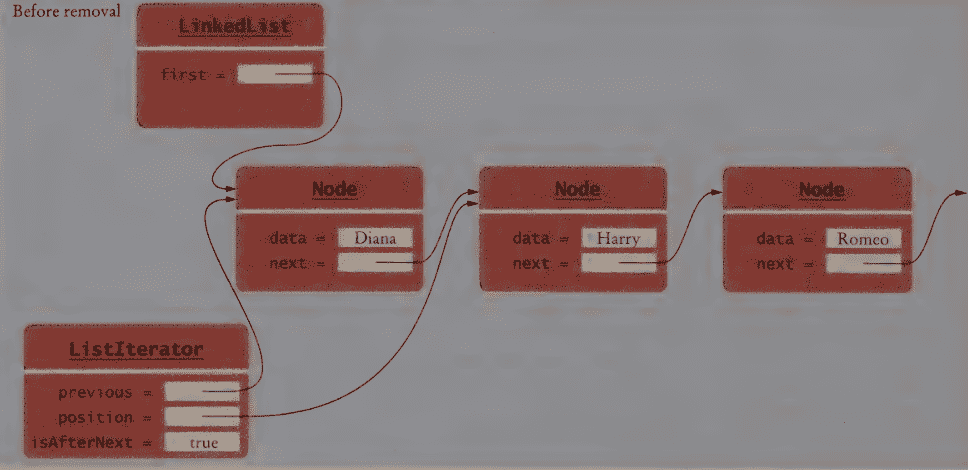 Before removal
LinkedList
first =
Node
data = Diana
next =
Node
data = Harry
next =
Node
data = Romeo
next =
ListIterator
previous =
position =
isAfterNext = true